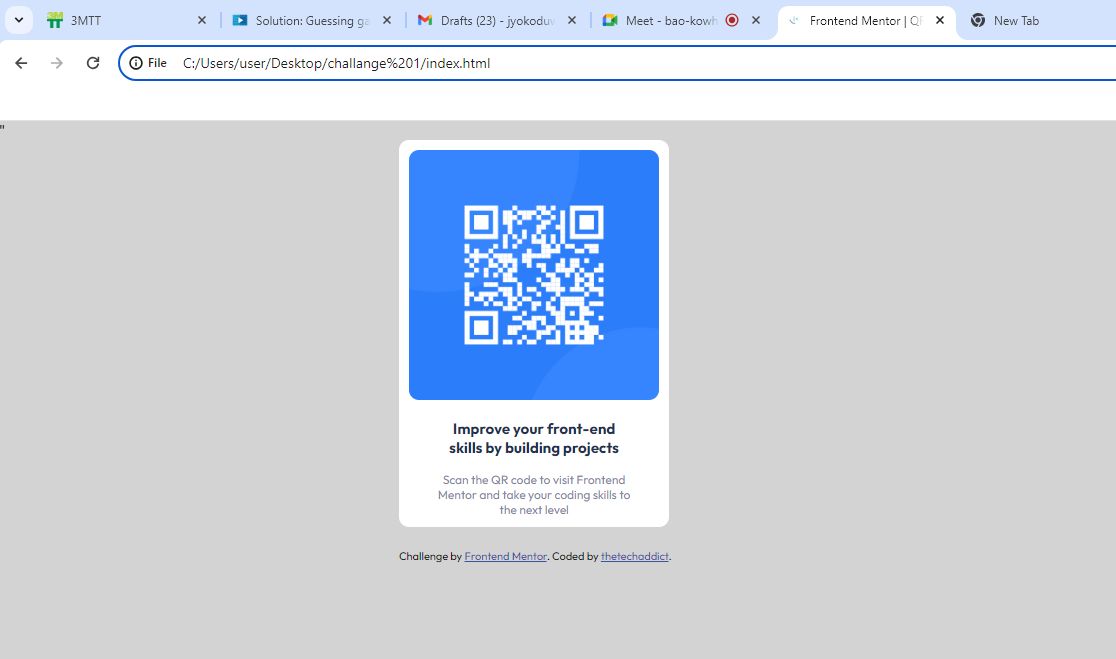 3MTT
Solution: Guessing ga
Drafts (23) - jyokoduw
Meet - bao-kowh
Frontend Mentor | QR
New Tab
File
C:/Users/user/Desktop/challange%201/index.html
"
Improve your front-end
skills by building projects
Scan the QR code to visit Frontend
Mentor and take your coding skills to
the next level
Challenge by Frontend Mentor. Coded by thetechaddict.